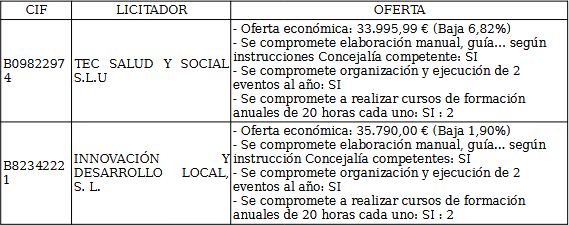 CIF LICITADOR OFERTA
B0982297
4
TEC SALUD Y SOCIAL
S.L.U
- Oferta económica: 33.995,99 € (Baja 6,82%)
- Se compromete elaboración manual, guía... según
instrucciones Concejalía competente: SI
- Se compromete organización y ejecución de 2
eventos al año: SI
- Se compromete a realizar cursos de formación
anuales de 20 horas cada uno: SI : 2
B8234222
1
INNOVACIÓN Y
DESARROLLO LOCAL,
S. L.
- Oferta económica: 35.790,00 € (Baja 1,90%)
- Se compromete elaboración manual, guía... según
instrucción Concejalía competentes: SI
- Se compromete organización y ejecución de 2
eventos al año: SI
- Se compromete a realizar cursos de formación
anuales de 20 horas cada uno: SI : 2